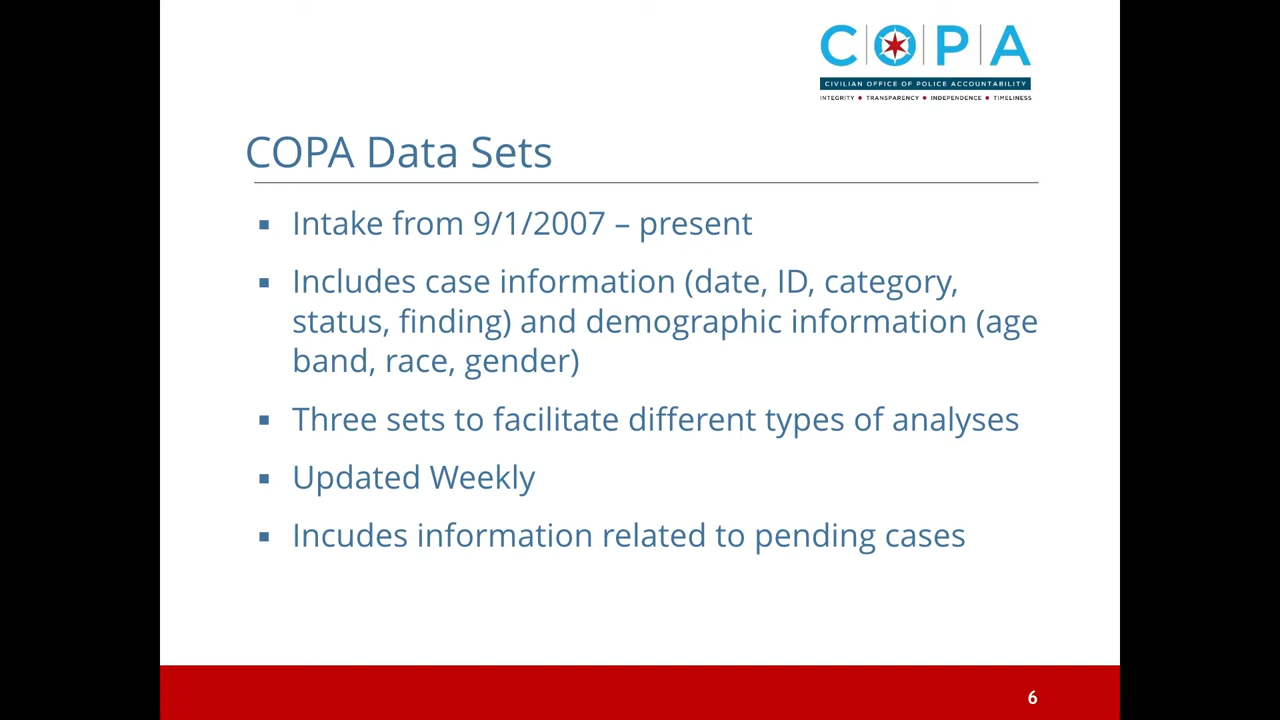 C|O|P|A
CIVILIAN OFFICE OF POLICE ACCOUNTABILITY
INTEGRITY • TRANSPARENCY • INDEPENDENCE • TIMELINESS
COPA Data Sets
▪ Intake from 9/1/2007 – present
▪ Includes case information (date, ID, category,
status, finding) and demographic information (age
band, race, gender)
▪ Three sets to facilitate different types of analyses
▪ Updated Weekly
▪ Incudes information related to pending cases
6